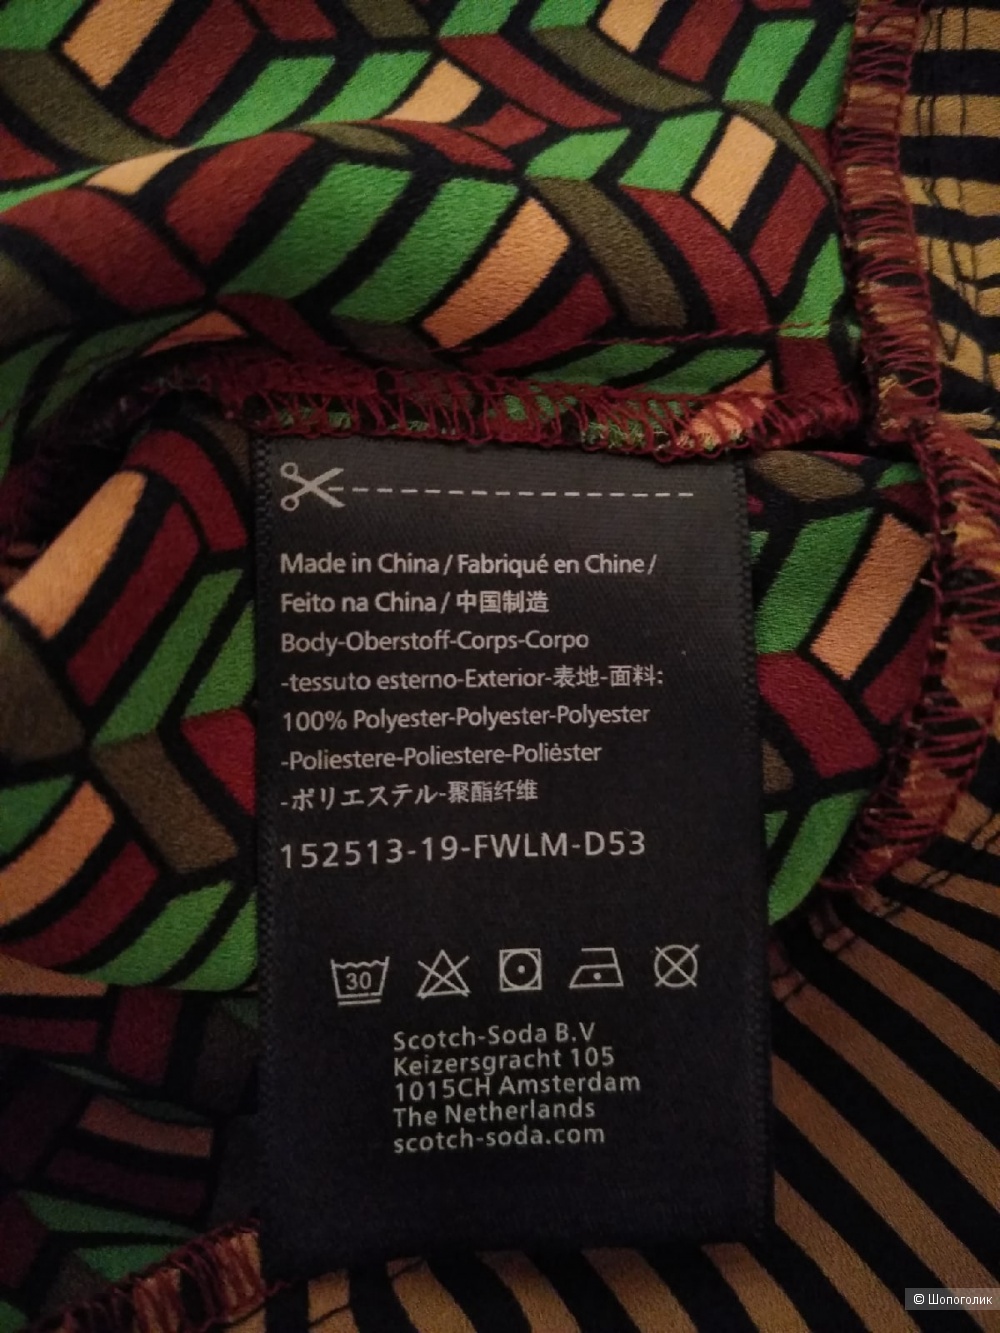 Made in China / Fabriqué en Chine /
Feito na China / 中国制造
Body-Oberstoff-Corps-Corpo
-tessuto esterno-Exterior-表地-面料:
100% Polyester-Polyester-Polyester
-Poliestere-Poliestere-Poliéster
-ポリエステル-聚酯纤维
152513-19-FWLM-D53
30
Scotch-Soda B.V
Keizersgracht 105
1015CH Amsterdam
The Netherlands
scotch-soda.com
© Шопоголик